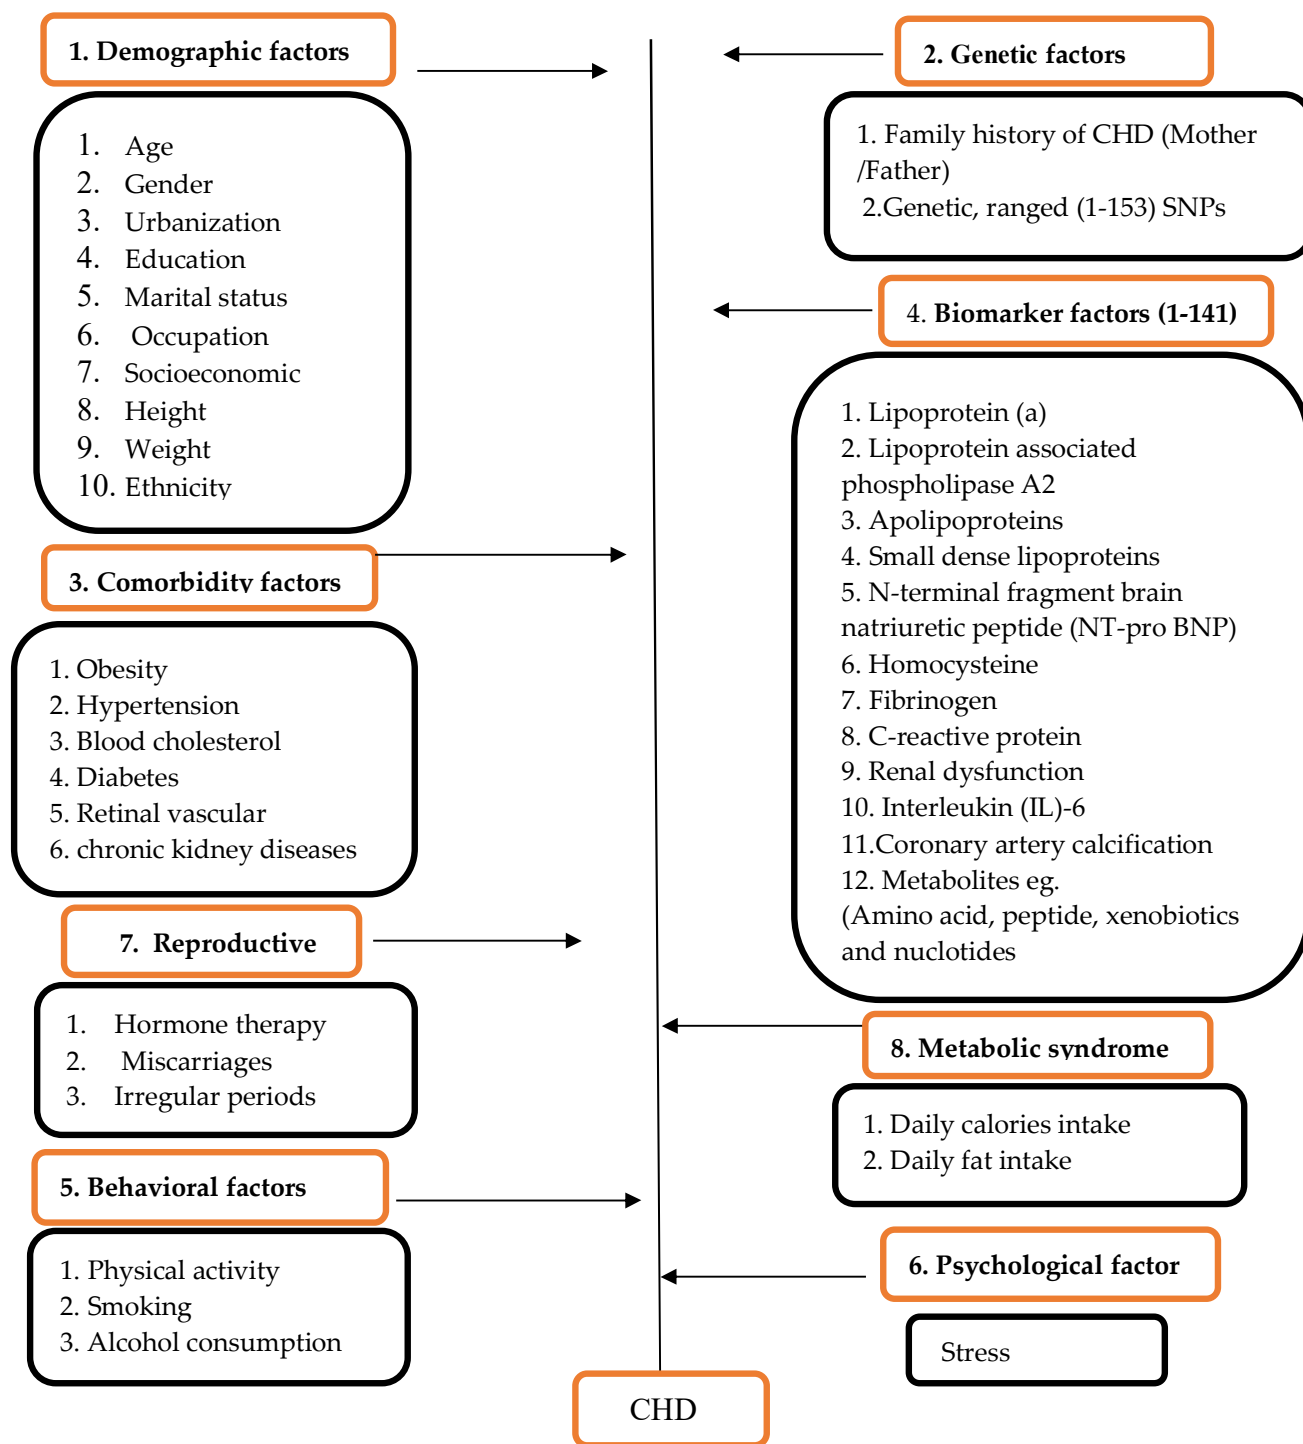 1. Demographic factors
1. Age
2. Gender
3. Urbanization
4. Education
5. Marital status
6. Occupation
7. Socioeconomic
8. Height
9. Weight
10. Ethnicity
2. Genetic factors
1. Family history of CHD (Mother
/Father)
2.Genetic, ranged (1-153) SNPs
3. Comorbidity factors
1. Obesity
2. Hypertension
3. Blood cholesterol
4. Diabetes
5. Retinal vascular
6. chronic kidney diseases
4. Biomarker factors (1-141)
1. Lipoprotein (a)
2. Lipoprotein associated
phospholipase A2
3. Apolipoproteins
4. Small dense lipoproteins
5. N-terminal fragment brain
natriuretic peptide (NT-pro BNP)
6. Homocysteine
7. Fibrinogen
8. C-reactive protein
9. Renal dysfunction
10. Interleukin (IL)-6
11.Coronary artery calcification
12. Metabolites eg.
(Amino acid, peptide, xenobiotics
and nuclotides
7. Reproductive
1. Hormone therapy
2. Miscarriages
3. Irregular periods
8. Metabolic syndrome
1. Daily calories intake
2. Daily fat intake
5. Behavioral factors
1. Physical activity
2. Smoking
3. Alcohol consumption
6. Psychological factor
Stress
CHD